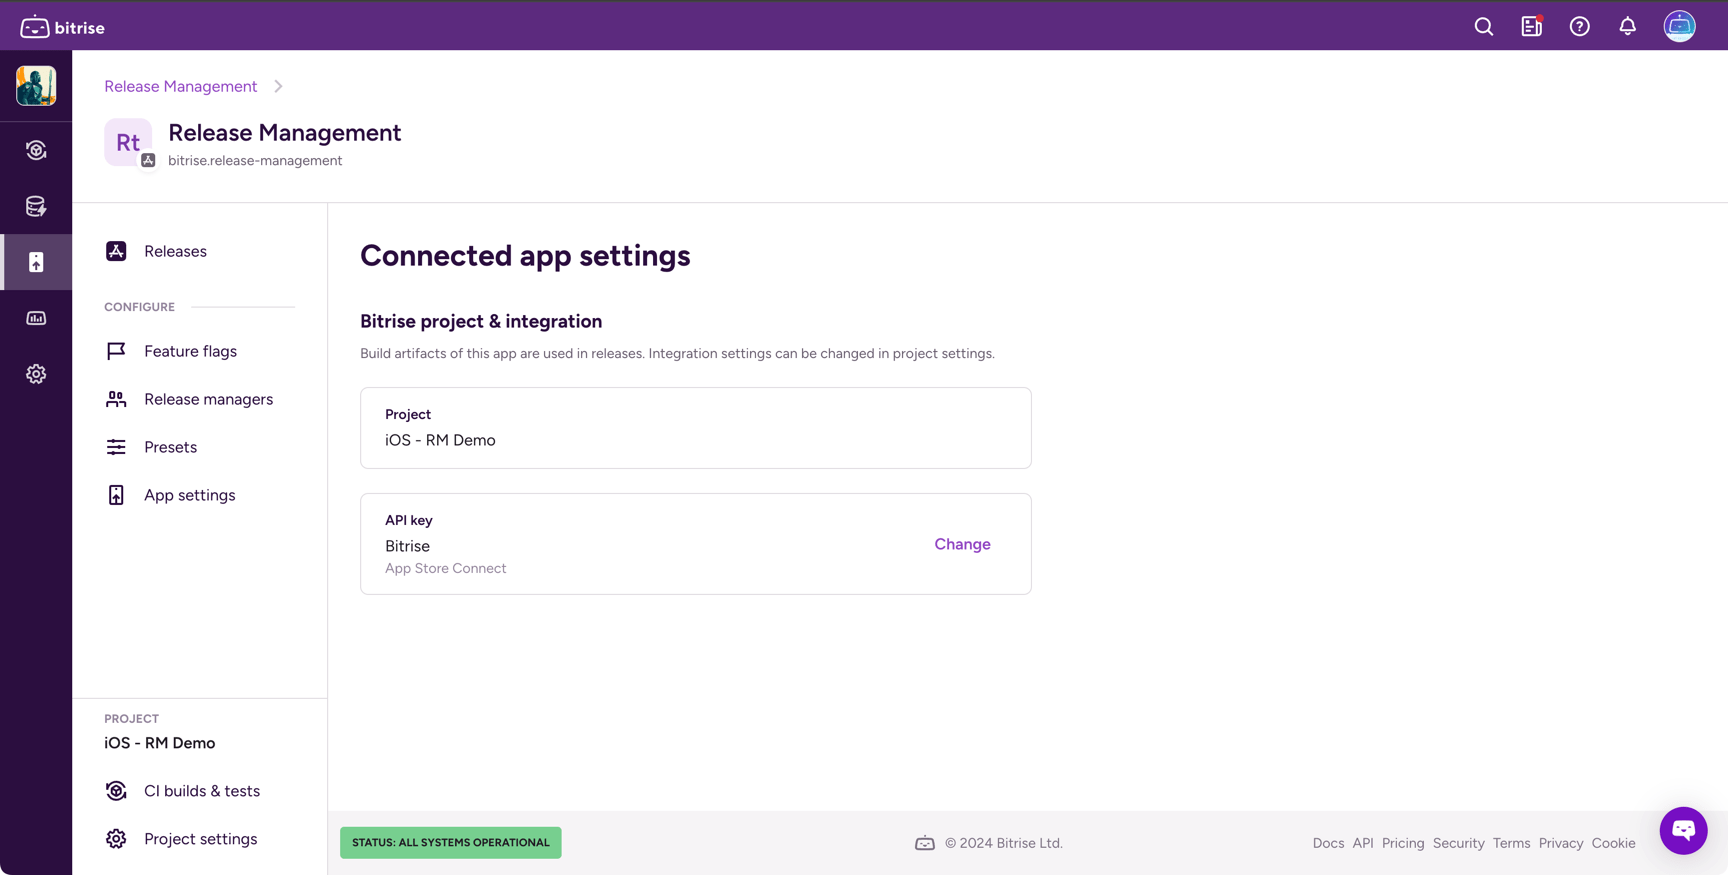 bitrise
Release Management
Rt
Release Management
bitrise.release-management
Releases
CONFIGURE
Feature flags
Release managers
Presets
App settings
PROJECT
iOS - RM Demo
CI builds & tests
Project settings
Connected app settings
Bitrise project & integration
Build artifacts of this app are used in releases. Integration settings can be changed in project settings.
Project
iOS - RM Demo
API key
Bitrise
App Store Connect
Change
STATUS: ALL SYSTEMS OPERATIONAL
© 2024 Bitrise Ltd.
Docs API Pricing Security Terms Privacy Cookie